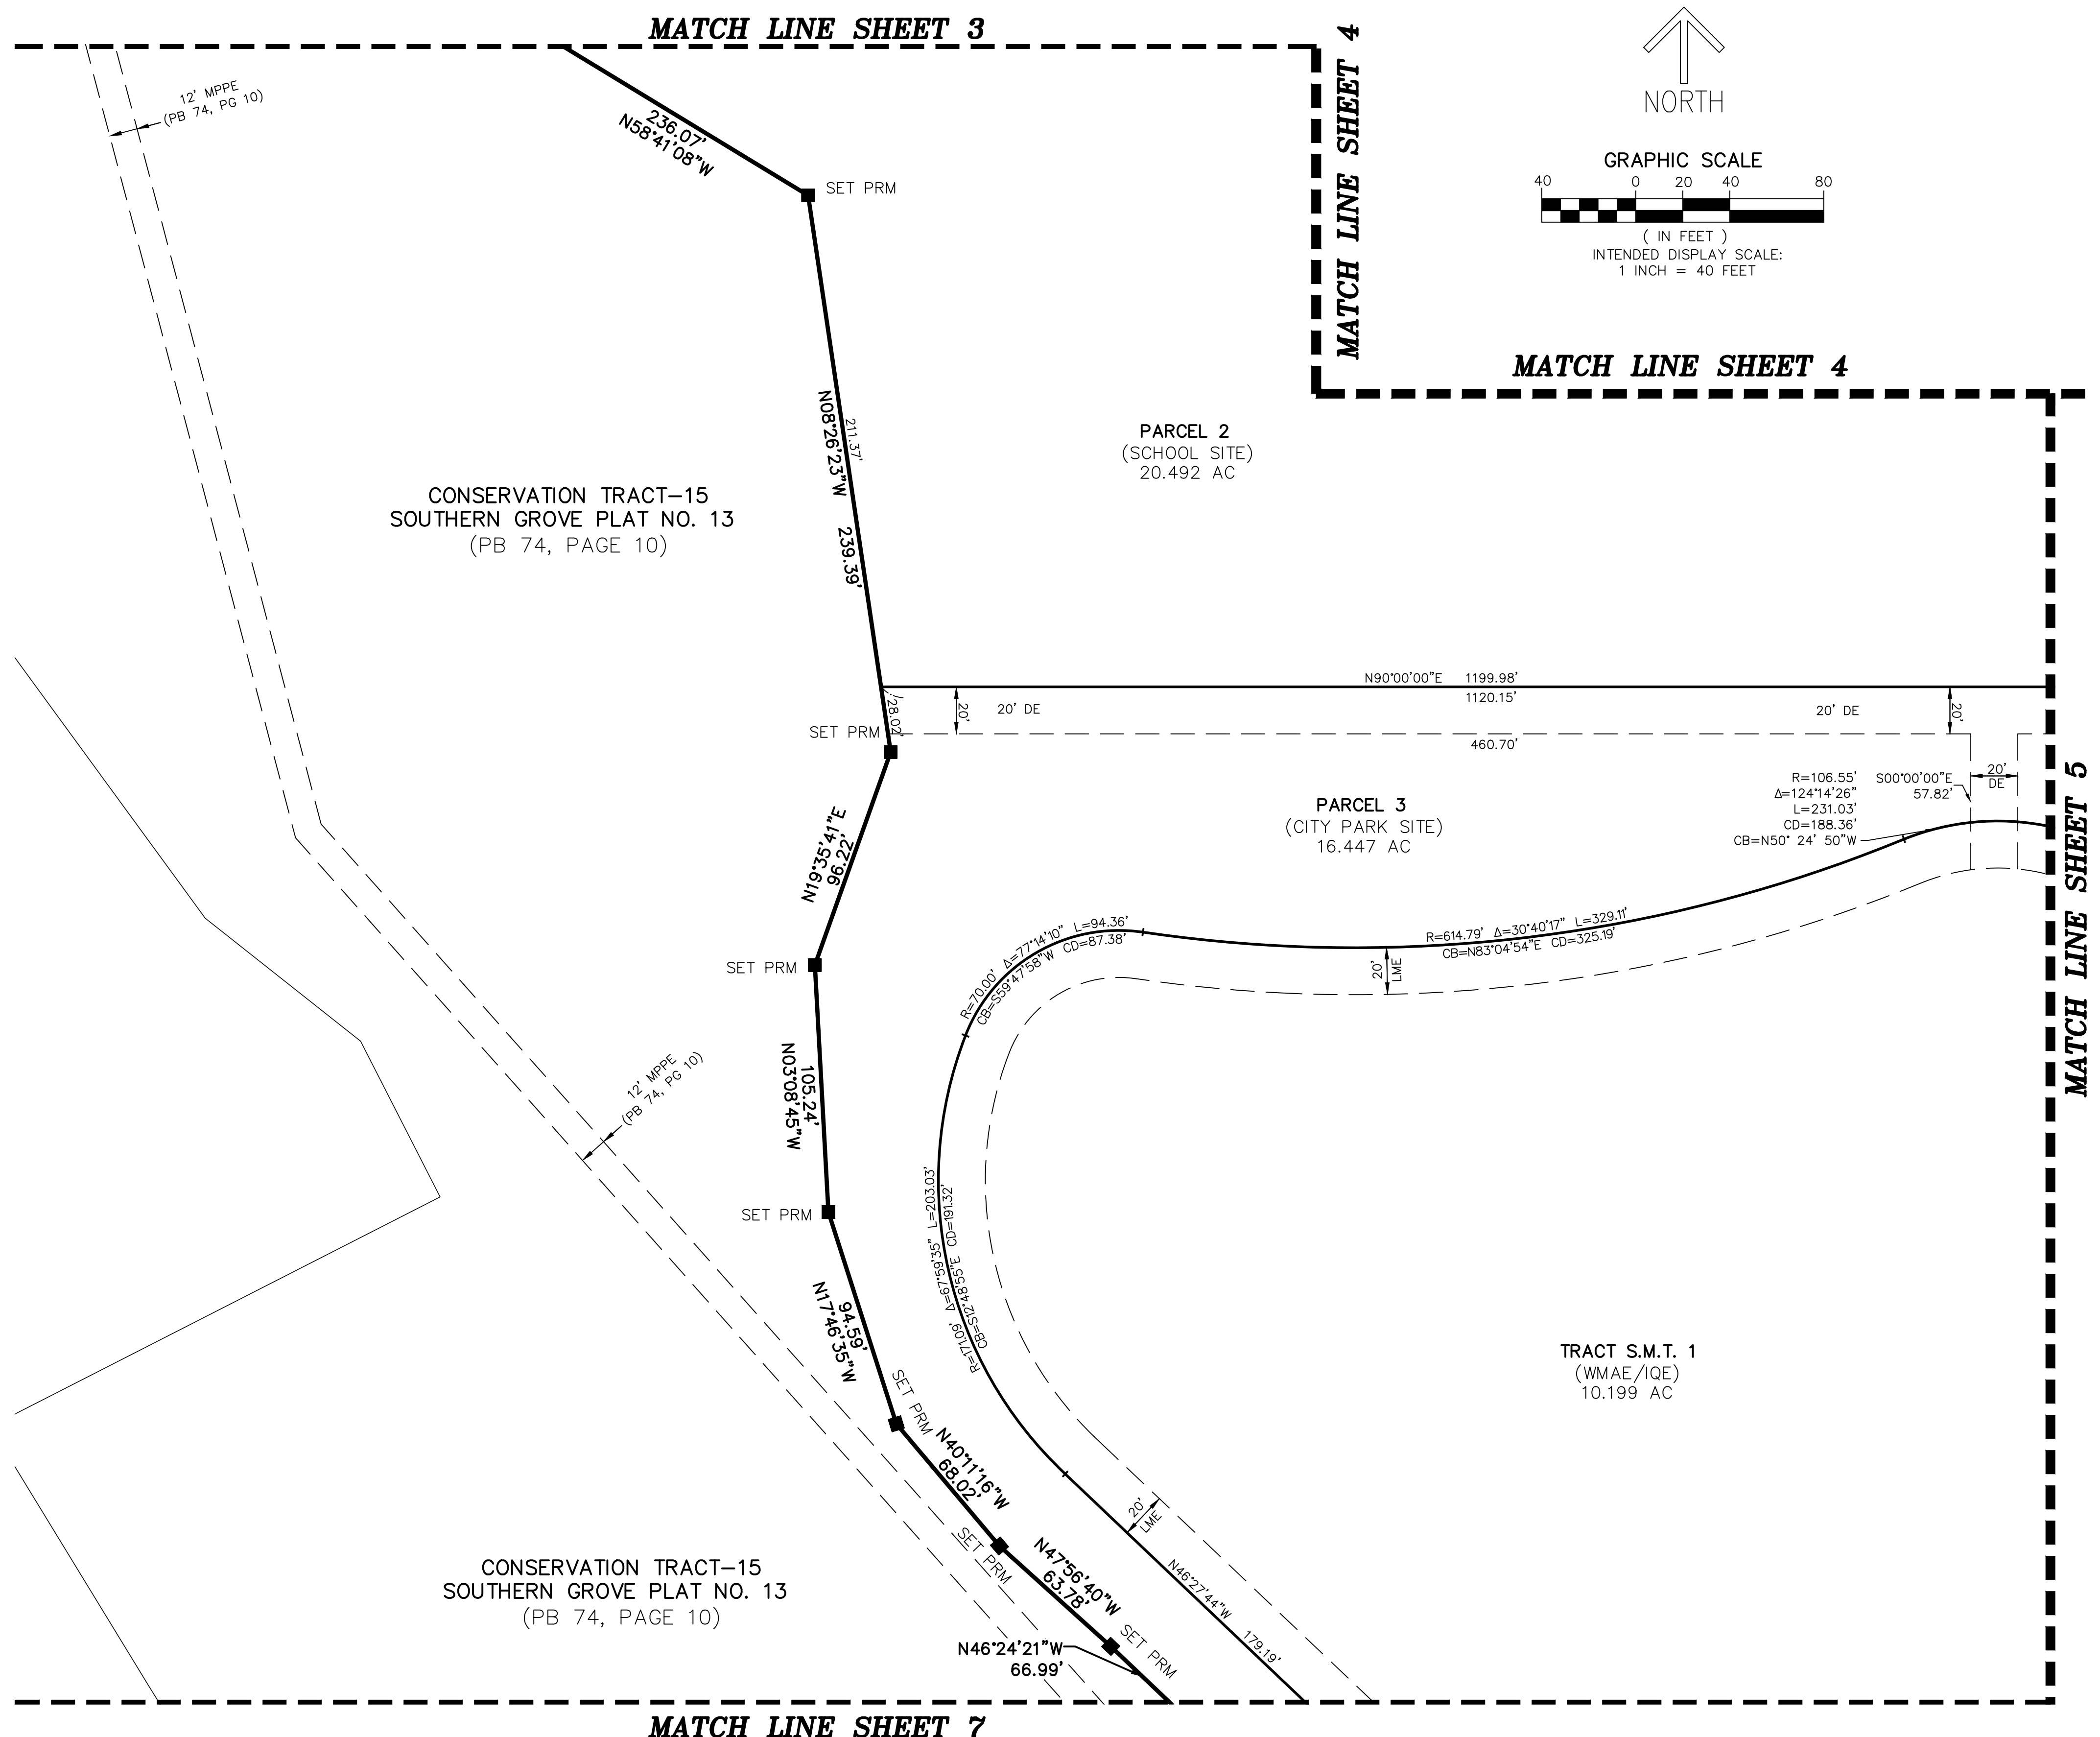 MATCH LINE SHEET 3
MATCH LINE SHEET 4
NORTH
GRAPHIC SCALE
40 0 20 40 80
( IN FEET )
INTENDED DISPLAY SCALE:
1 INCH = 40 FEET
MATCH LINE SHEET 4
12' MPPE
(PB 74, PG 10)
236.07'
N58°41'08"W
SET PRM
N08°26'23"W 239.39'
211.37'
PARCEL 2
(SCHOOL SITE)
20.492 AC
CONSERVATION TRACT-15
SOUTHERN GROVE PLAT NO. 13
(PB 74, PAGE 10)
N90°00'00"E 1199.98'
1120.15'
28.02'
20'
20' DE
20' DE
20'
SET PRM
460.70'
PARCEL 3
(CITY PARK SITE)
16.447 AC
R=106.55'
Δ=124°14'26"
L=231.03'
CD=188.36'
CB=N50° 24' 50"W
S00°00'00"E
57.82'
20'
DE
MATCH LINE SHEET 5
N19°35'41"E
96.22'
SET PRM
R=70.00' Δ=77°14'10" L=94.36'
CB=S59°47'58"W CD=87.38'
R=614.79' Δ=30°40'17" L=329.11'
CB=N83°04'54"E CD=325.19'
20'
LME
12' MPPE
(PB 74, PG 10)
105.24'
N03°08'45"W
SET PRM
R=171.09' Δ=67°59'35" L=203.03'
CB=S12°48'55"E CD=191.32'
94.59'
N17°46'35"W
SET PRM
TRACT S.M.T. 1
(WMAE/IQE)
10.199 AC
N40°11'16"W
68.02'
SET PRM
20'
LME
N47°56'40"W
63.78'
SET PRM
N46°27'44"W 179.19'
CONSERVATION TRACT-15
SOUTHERN GROVE PLAT NO. 13
(PB 74, PAGE 10)
N46°24'21"W
66.99'
MATCH LINE SHEET 7